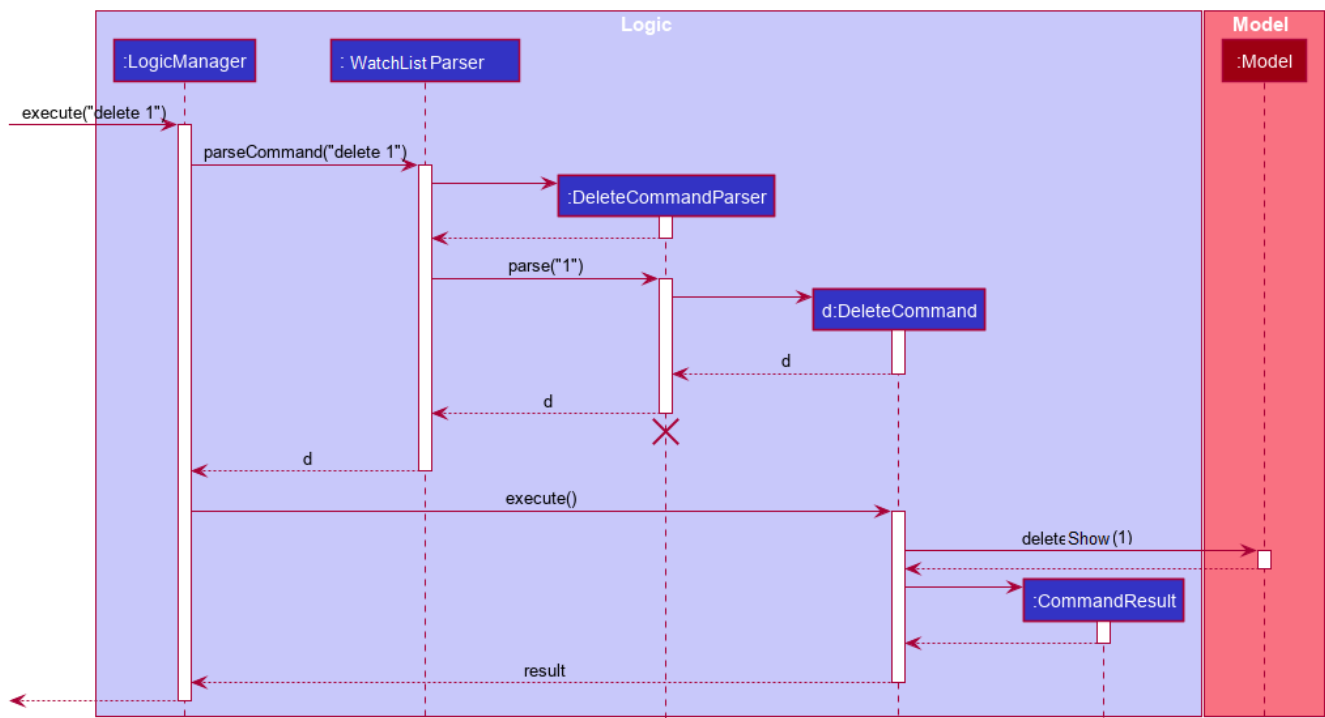 Logic
Model
:LogicManager
: WatchList Parser
:Model
execute("delete 1")
parseCommand("delete 1")
:DeleteCommandParser
parse("1")
d:DeleteCommand
d
d
d
execute()
deleteShow (1)
:CommandResult
result